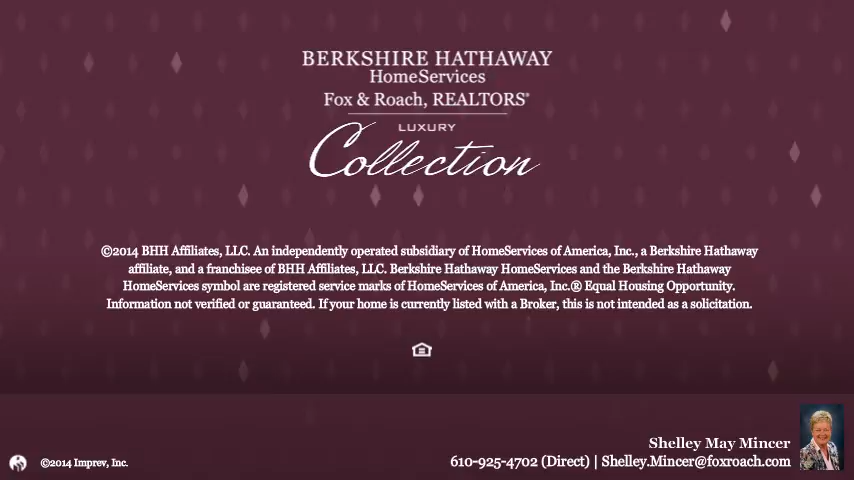 BERKSHIRE HATHAWAY
HomeServices
Fox & Roach, REALTORS®
LUXURY
Collection
©2014 BHH Affiliates, LLC. An independently operated subsidiary of HomeServices of America, Inc., a Berkshire Hathaway
affiliate, and a franchisee of BHH Affiliates, LLC. Berkshire Hathaway HomeServices and the Berkshire Hathaway
HomeServices symbol are registered service marks of HomeServices of America, Inc.® Equal Housing Opportunity.
Information not verified or guaranteed. If your home is currently listed with a Broker, this is not intended as a solicitation.
Shelley May Mincer
610-925-4702 (Direct) | Shelley.Mincer@foxroach.com
©2014 Imprev, Inc.